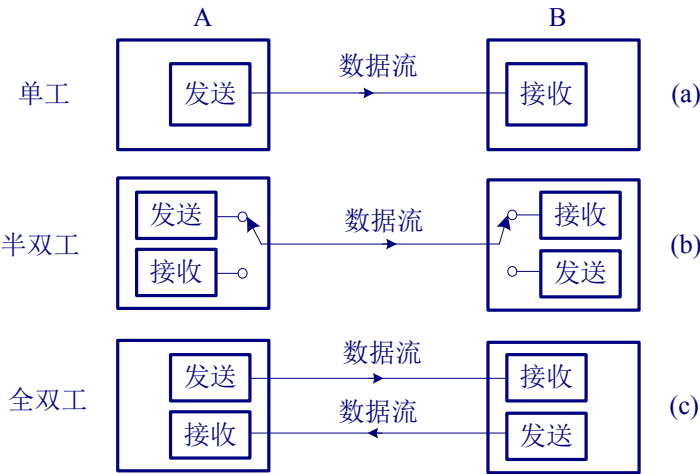 A B
数据流
单工 发送 接收 (a)
发送 数据流 接收
半双工 (b)
接收 发送
数据流
发送 接收
全双工 (c)
数据流
接收 发送